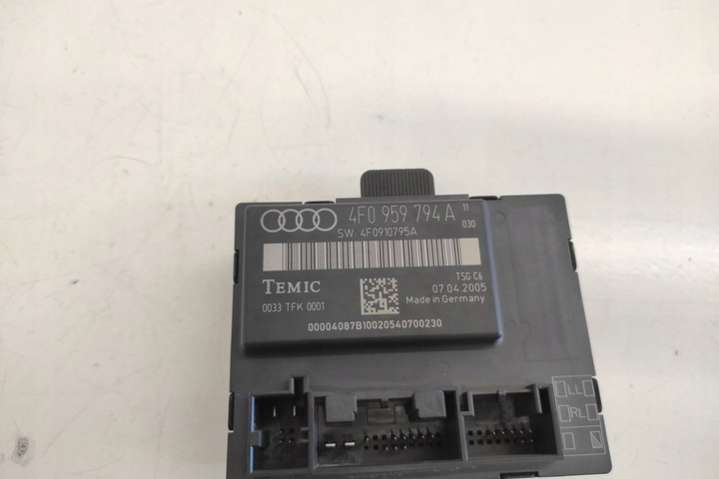 4F0 959 794 A 11
030
SW. 4F0910795A
TEMIC
TSG C6
07.04.2005
0033 TFK 0001
Made in Germany
00004087B10020540700230
LL
RL